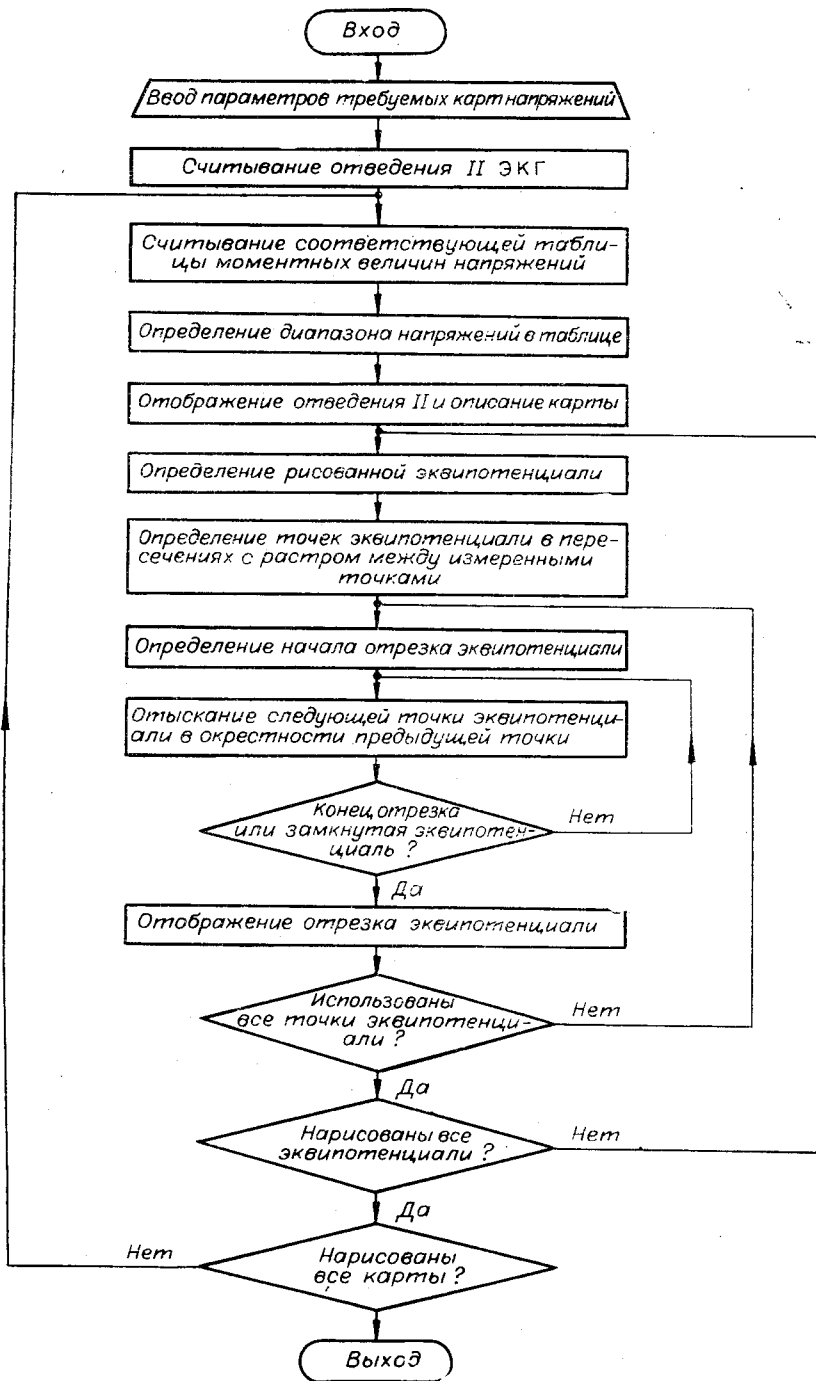 Вход
Ввод параметров требуемых карт напряжений
Считывание отведения II ЭКГ
Считывание соответствующей табли-
цы моментных величин напряжений
Определение диапазона напряжений в таблице
Отображение отведения II и описание карты
Определение рисованной эквипотенциали
Определение точек эквипотенциали в пере-
сечениях с растром между измеренными
точками
Определение начала отрезка эквипотенциали
Отыскание следующей точки эквипотенци-
али в окрестности предыдущей точки
Конец отрезка
или замкнутая эквипотен-
циаль ?
Нет
Да
Отображение отрезка эквипотенциали
Использованы
все точки эквипотенци-
али ?
Нет
Да
Нарисованы все
эквипотенциали ?
Нет
Да
Нет
Нарисованы
все карты ?
Выход